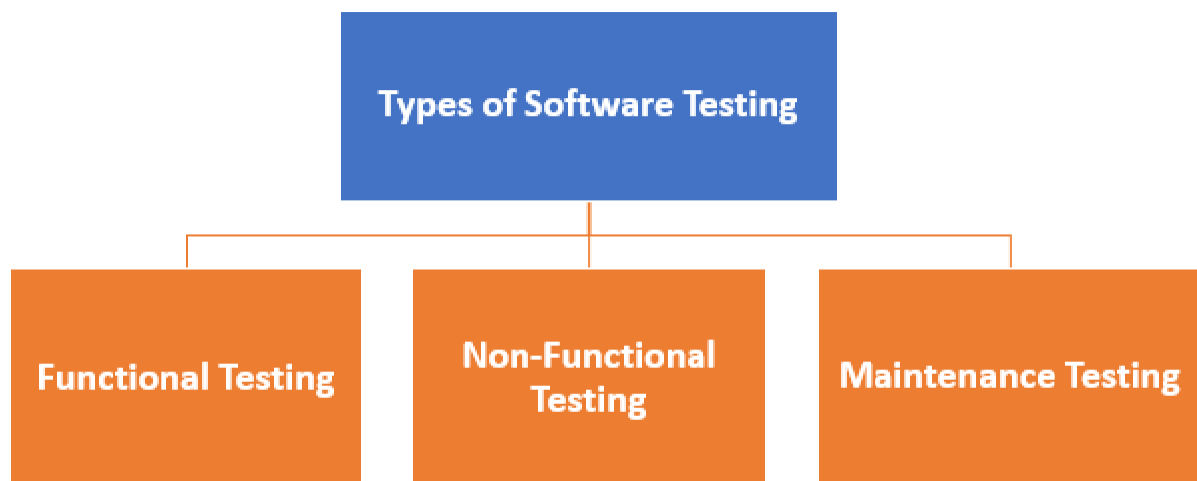 Types of Software Testing
Functional Testing
Non-Functional
Testing
Maintenance Testing